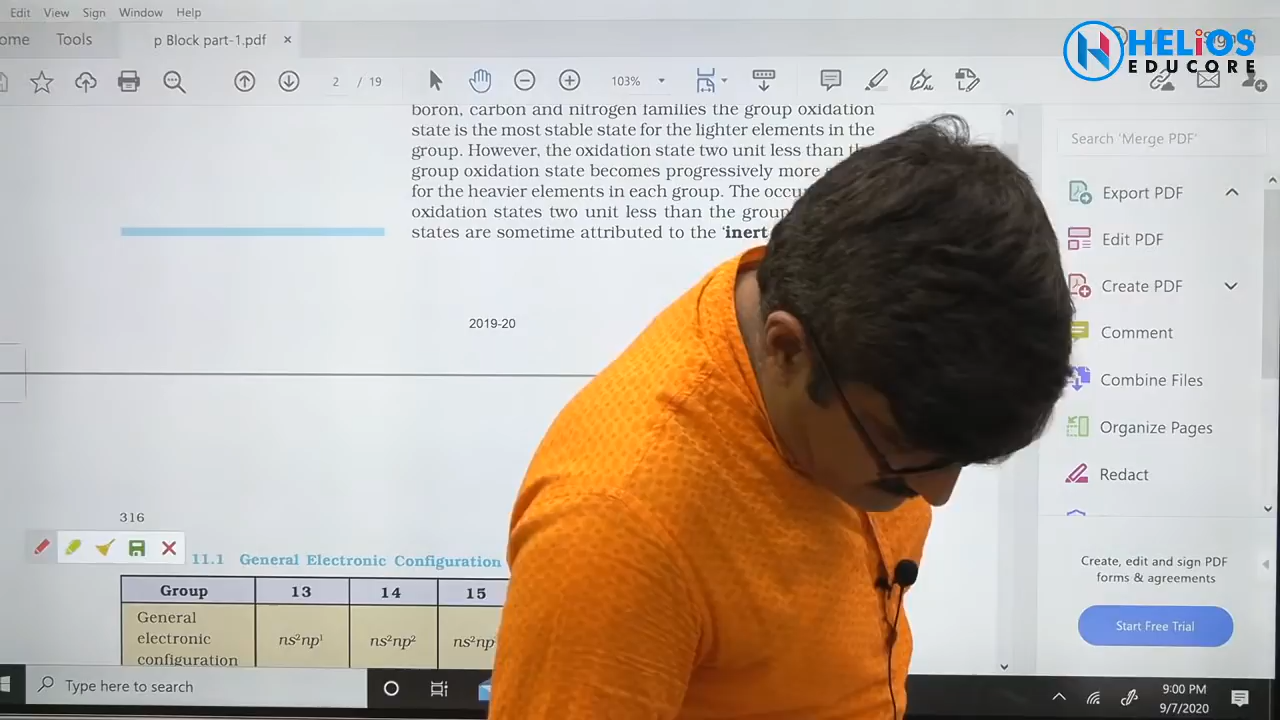 Edit View Sign Window Help
ome Tools p Block part-1.pdf ×
HELiOS
EDUCORE
2 / 19 103%
boron, carbon and nitrogen families the group oxidation
state is the most stable state for the lighter elements in the
group. However, the oxidation state two unit less than th
group oxidation state becomes progressively more
for the heavier elements in each group. The occu
oxidation states two unit less than the group
states are sometime attributed to the 'inert
2019-20
316
11.1 General Electronic Configuration
Group 13 14 15
General
electronic
configuration
ns²np¹ ns²np² ns²np
Search 'Merge PDF'
Export PDF
Edit PDF
Create PDF
Comment
Combine Files
Organize Pages
Redact
Create, edit and sign PDF
forms & agreements
Start Free Trial
Type here to search
9:00 PM
9/7/2020